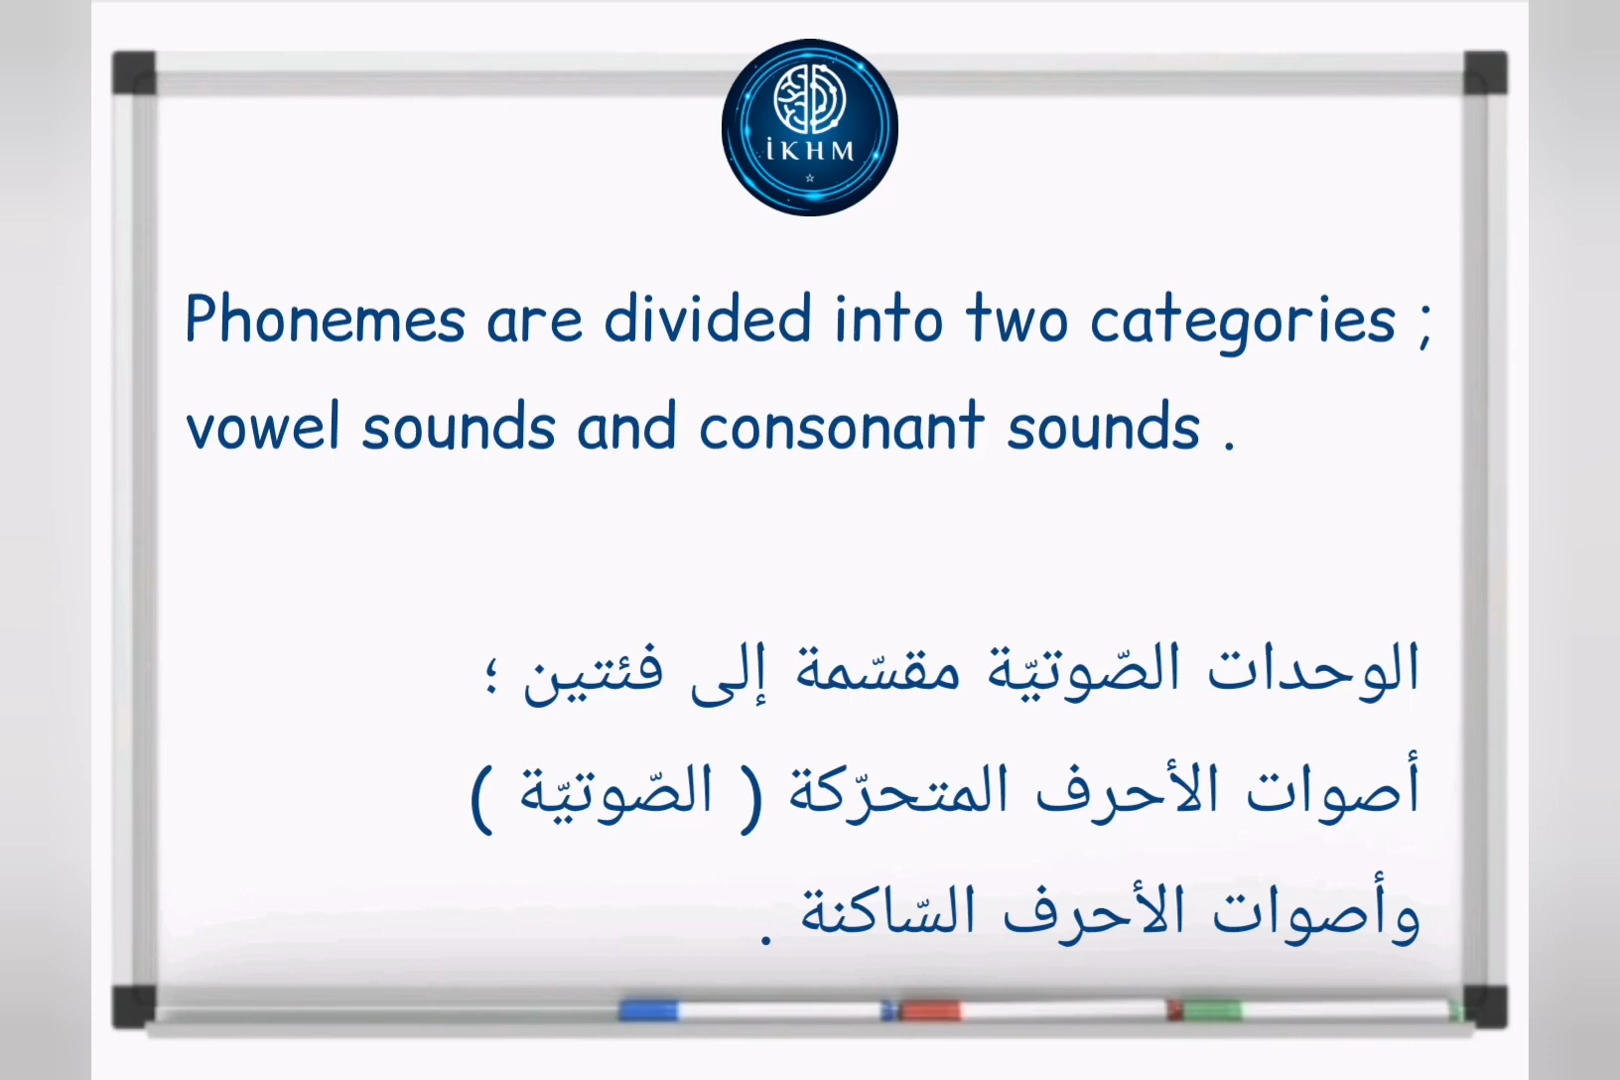 İKHM
Phonemes are divided into two categories ;
vowel sounds and consonant sounds .
الوحدات الصّوتيّة مقسّمة إلى فئتين ؛
أصوات الأحرف المتحرّكة ( الصّوتيّة )
وأصوات الأحرف السّاكنة .